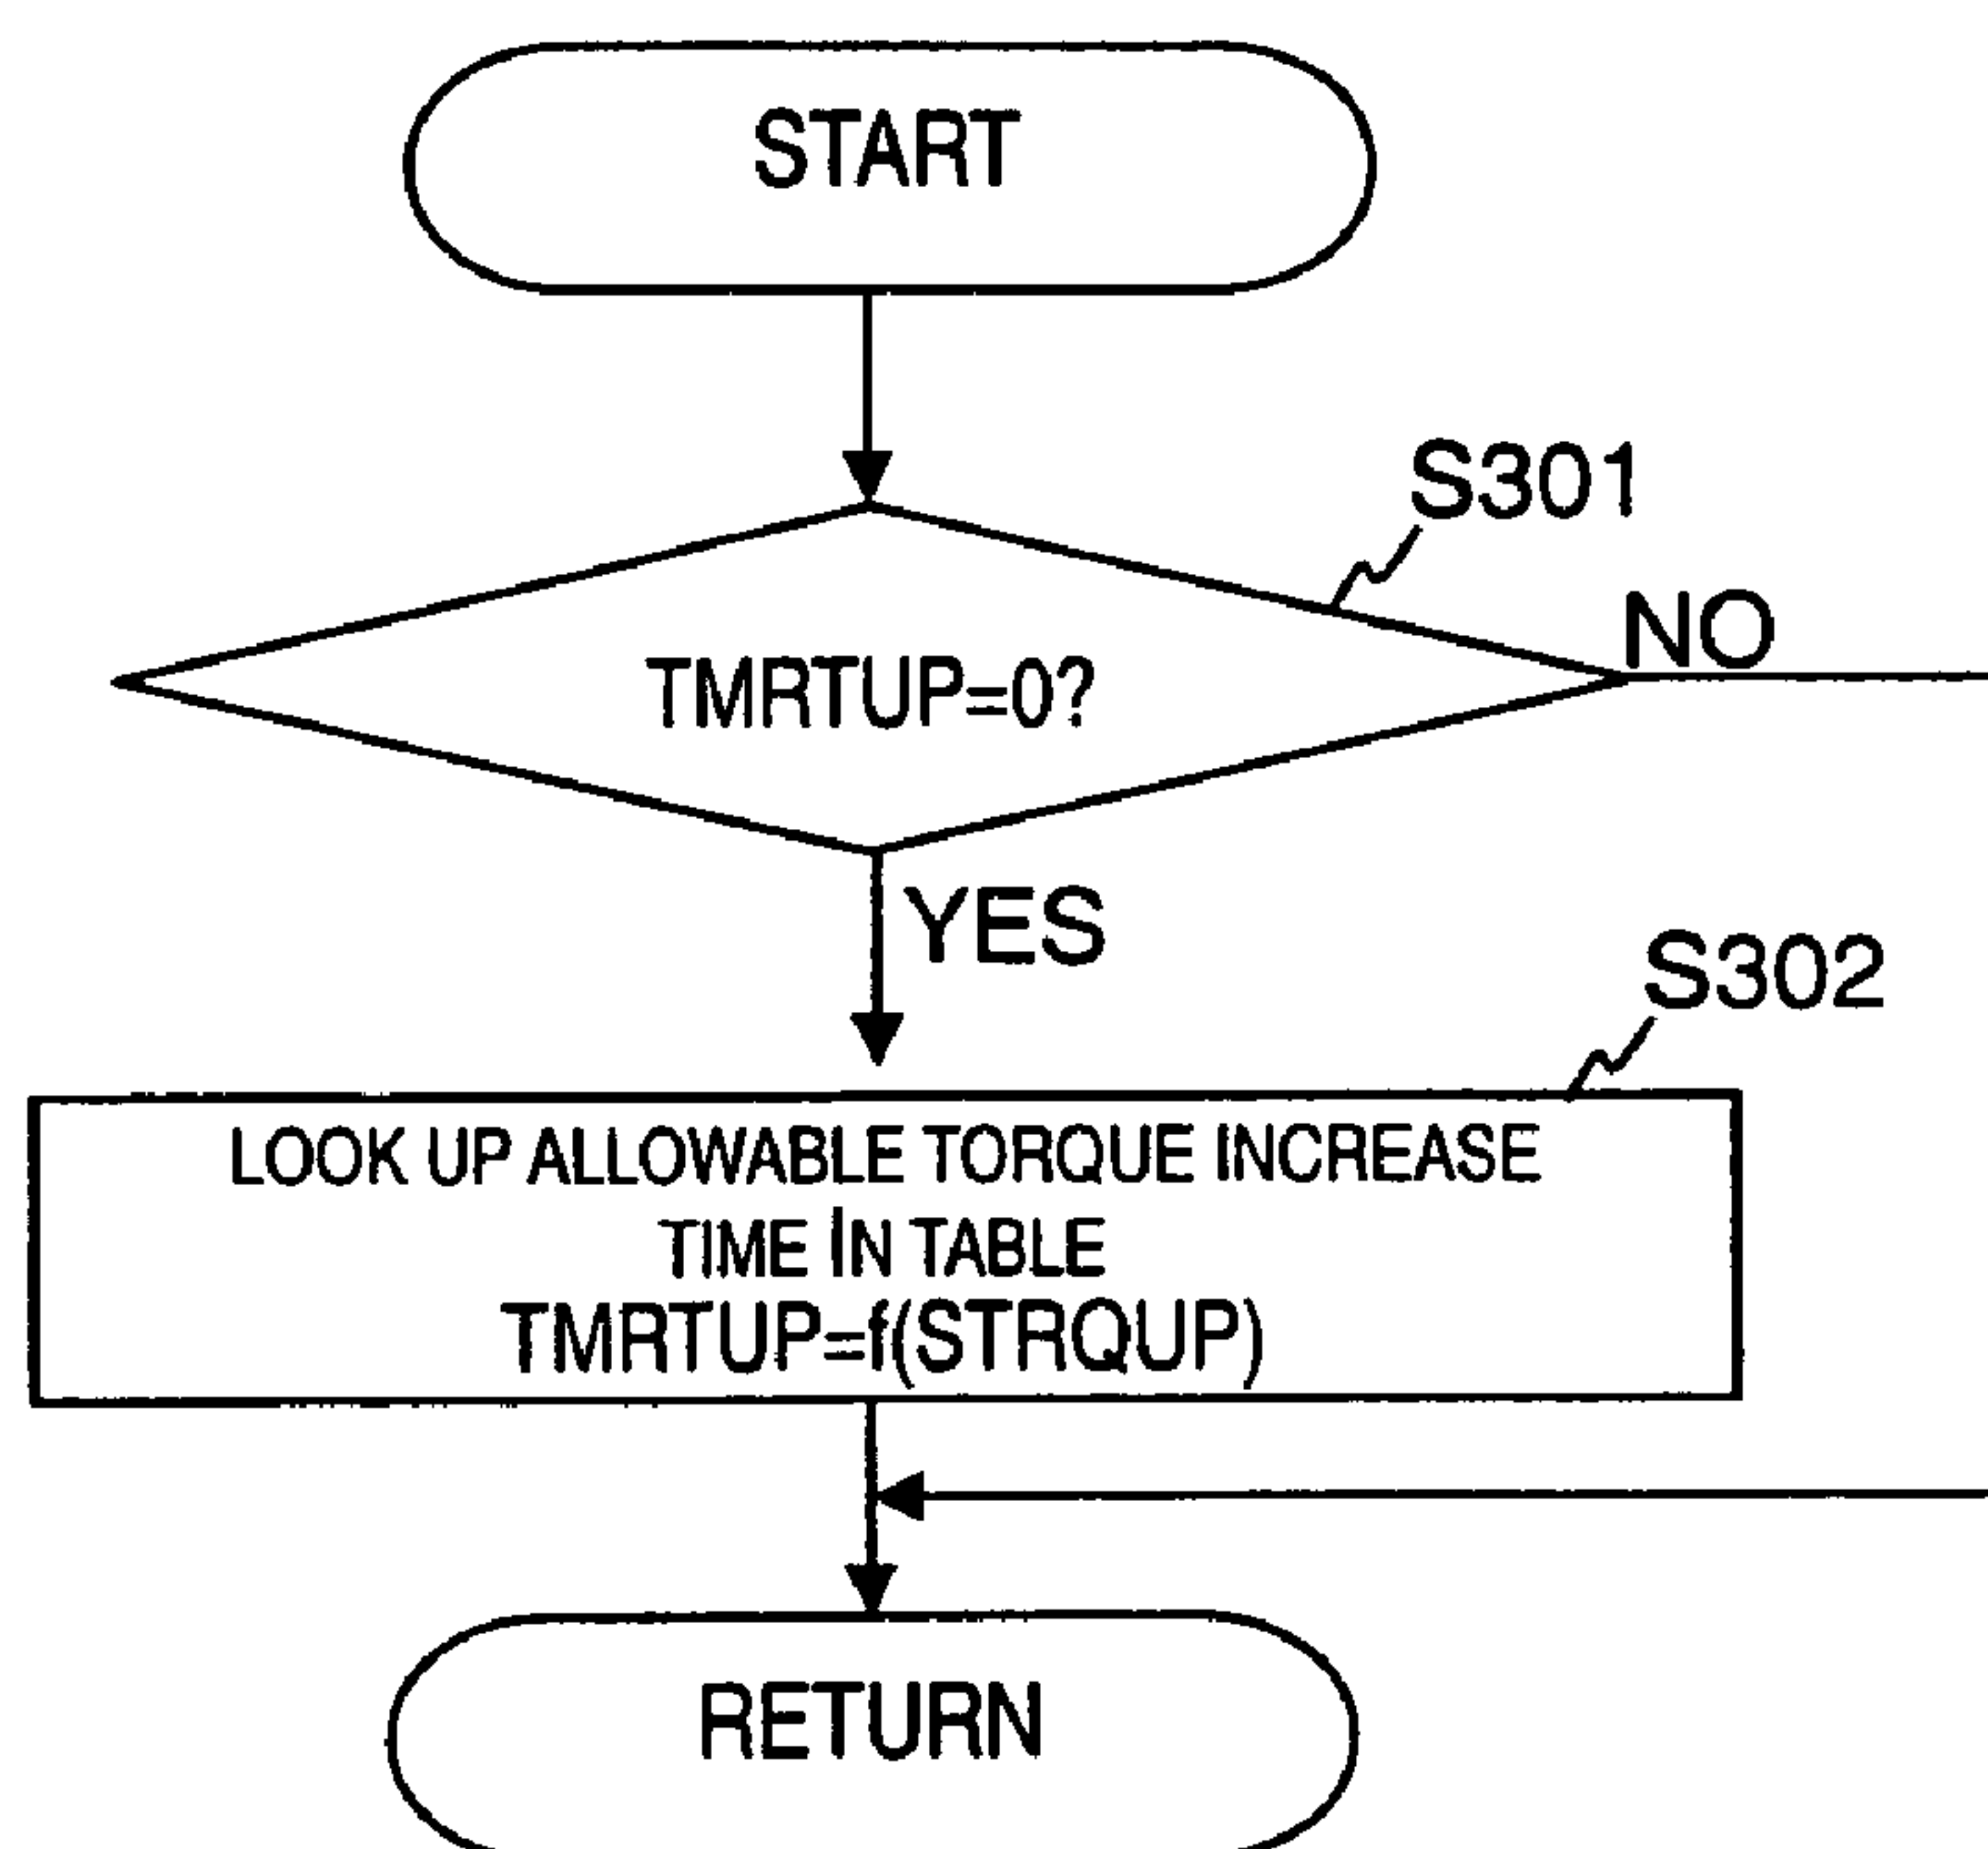 START
S301
NO
TMRTUP=0?
YES
S302
LOOK UP ALLOWABLE TORQUE INCREASE
TIME IN TABLE
TMRTUP=f(STRQUP)
RETURN